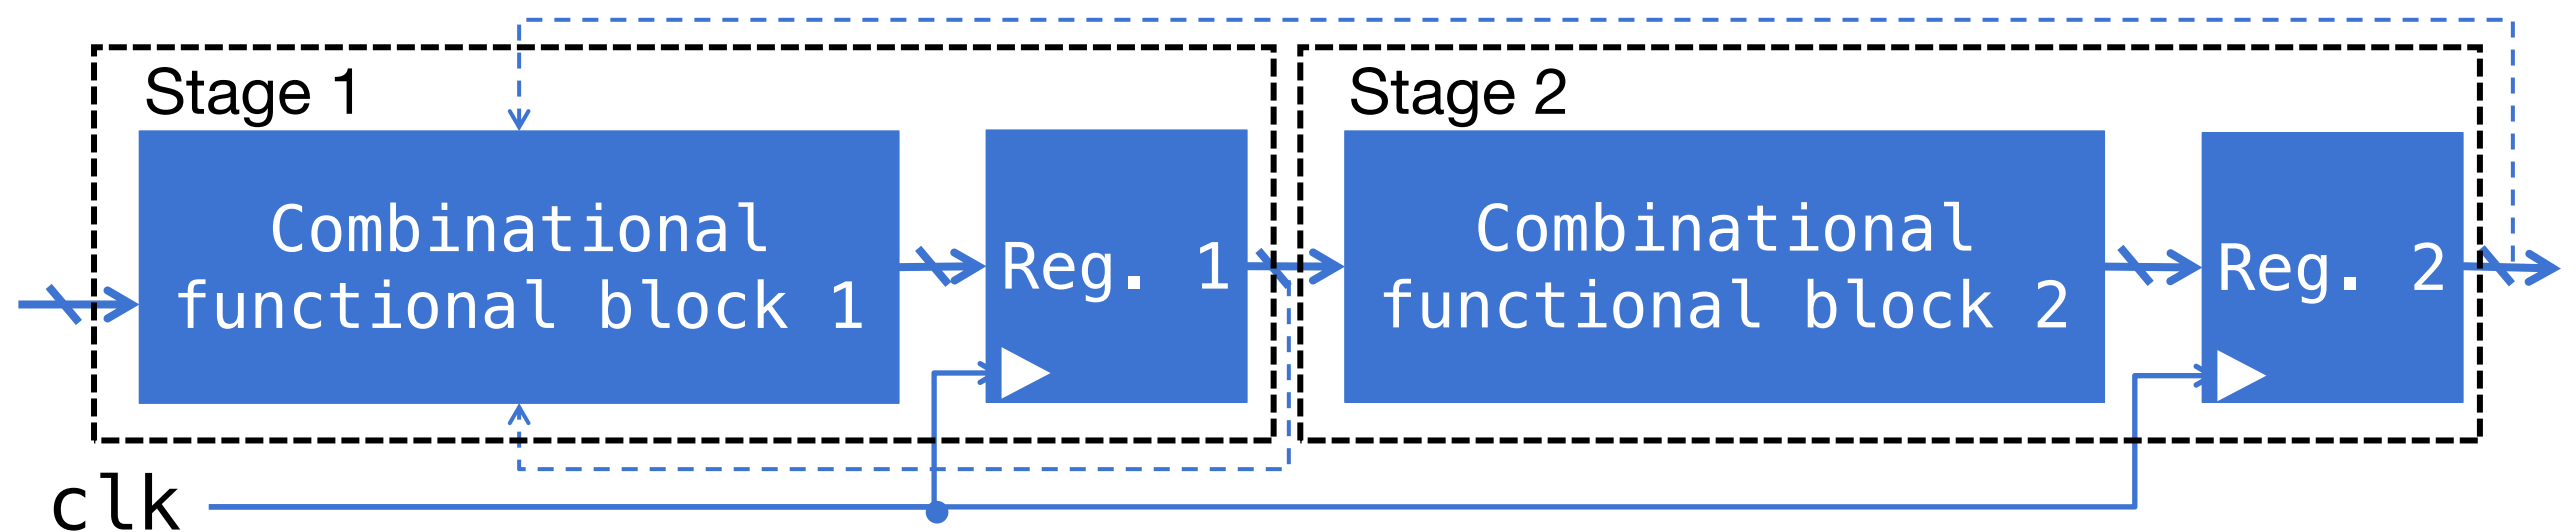 Stage 1
Combinational
functional block 1
Reg. 1
Stage 2
Combinational
functional block 2
Reg. 2
clk